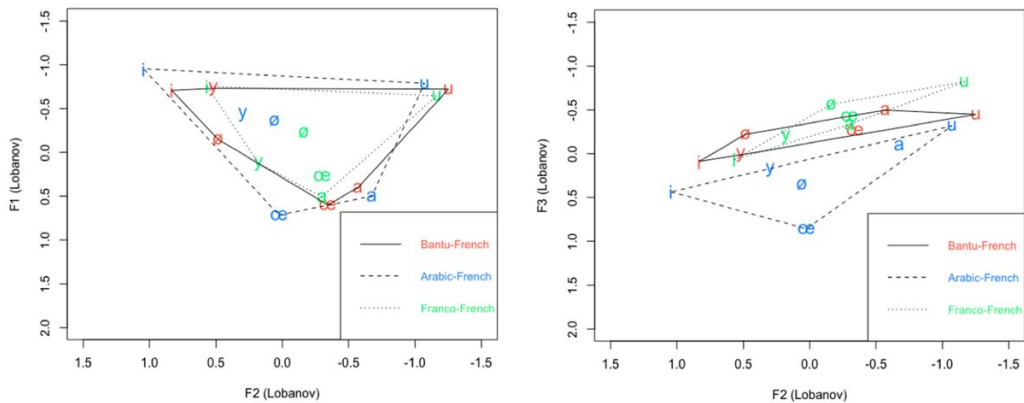 F1 (Lobanov)
-1.5
-1.0
-0.5
0.0
0.5
1.0
1.5
2.0
i
i y
u
u
u
y
ø
ø
ø
y
œ
a
a
a
œ
œ
Bantu-French
Arabic-French
Franco-French
1.5 1.0 0.5 0.0 -0.5 -1.0 -1.5
F2 (Lobanov)
F3 (Lobanov)
-1.5
-1.0
-0.5
0.0
0.5
1.0
1.5
2.0
u
ø
a
u
œ
ø
y
a
œ
u
i
i y
y
a
i
ø
œ
Bantu-French
Arabic-French
Franco-French
1.5 1.0 0.5 0.0 -0.5 -1.0 -1.5
F2 (Lobanov)